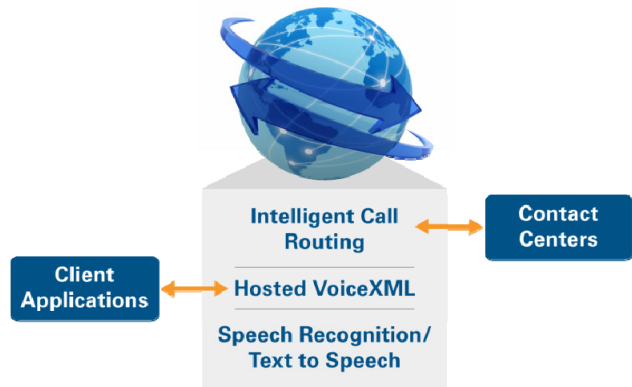 Intelligent Call
Routing
Contact
Centers
Client
Applications
Hosted VoiceXML
Speech Recognition/
Text to Speech